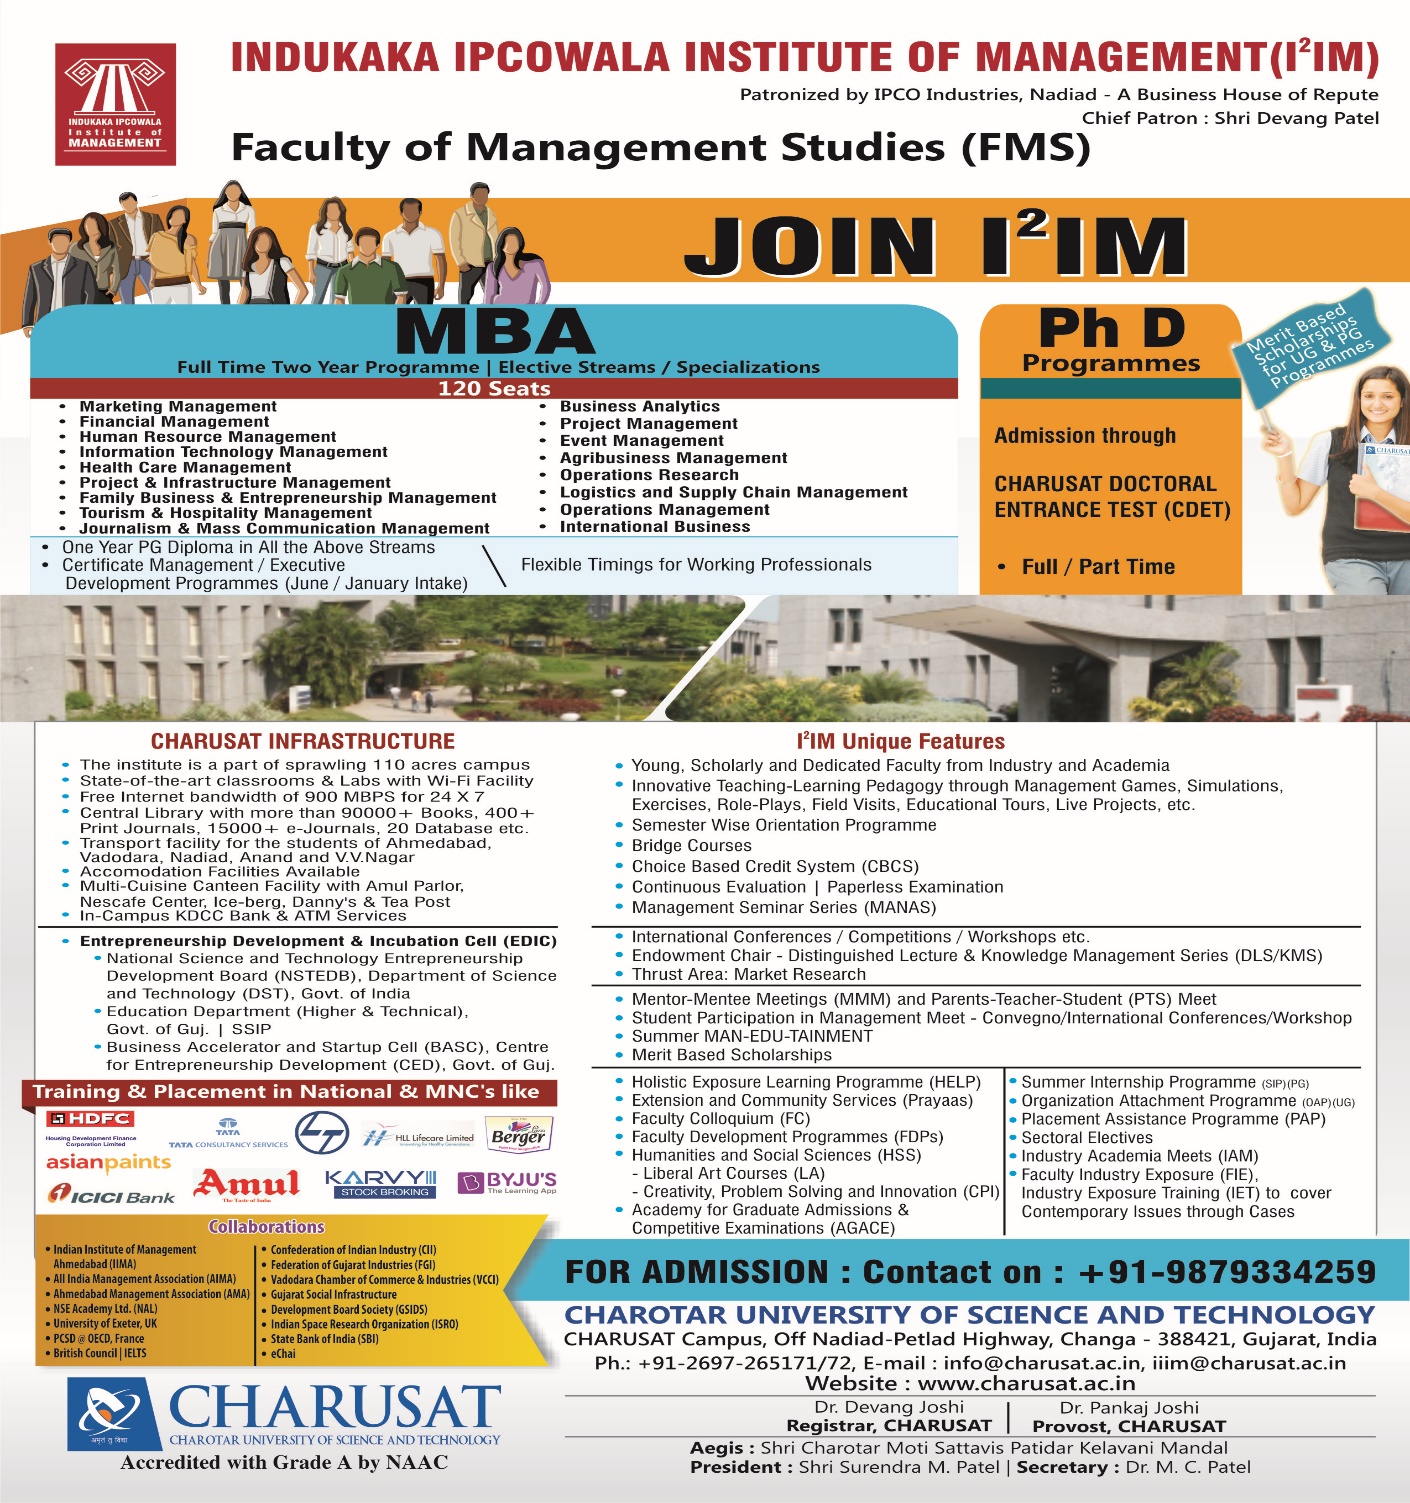 INDUKAKA IPCOWALA
Institute of
MANAGEMENT
INDUKAKA IPCOWALA INSTITUTE OF MANAGEMENT(I²IM)
Patronized by IPCO Industries, Nadiad - A Business House of Repute
Chief Patron : Shri Devang Patel
Faculty of Management Studies (FMS)
JOIN I²IM
MBA
Full Time Two Year Programme | Elective Streams / Specializations
120 Seats
• Marketing Management
• Financial Management
• Human Resource Management
• Information Technology Management
• Health Care Management
• Project & Infrastructure Management
• Family Business & Entrepreneurship Management
• Tourism & Hospitality Management
• Journalism & Mass Communication Management
• Business Analytics
• Project Management
• Event Management
• Agribusiness Management
• Operations Research
• Logistics and Supply Chain Management
• Operations Management
• International Business
• One Year PG Diploma in All the Above Streams
• Certificate Management / Executive
Development Programmes (June / January Intake)
Flexible Timings for Working Professionals
Ph D
Programmes
Admission through
CHARUSAT DOCTORAL
ENTRANCE TEST (CDET)
• Full / Part Time
Merit Based
Scholarships
for UG & PG
Programmes
CHARUSAT
CHARUSAT INFRASTRUCTURE
• The institute is a part of sprawling 110 acres campus
• State-of-the-art classrooms & Labs with Wi-Fi Facility
• Free Internet bandwidth of 900 MBPS for 24 X 7
• Central Library with more than 90000+ Books, 400+
Print Journals, 15000+ e-Journals, 20 Database etc.
• Transport facility for the students of Ahmedabad,
Vadodara, Nadiad, Anand and V.V.Nagar
• Accomodation Facilities Available
• Multi-Cuisine Canteen Facility with Amul Parlor,
Nescafe Center, Ice-berg, Danny's & Tea Post
• In-Campus KDCC Bank & ATM Services
• Entrepreneurship Development & Incubation Cell (EDIC)
• National Science and Technology Entrepreneurship
Development Board (NSTEDB), Department of Science
and Technology (DST), Govt. of India
• Education Department (Higher & Technical),
Govt. of Guj. | SSIP
• Business Accelerator and Startup Cell (BASC), Centre
for Entrepreneurship Development (CED), Govt. of Guj.
I²IM Unique Features
• Young, Scholarly and Dedicated Faculty from Industry and Academia
• Innovative Teaching-Learning Pedagogy through Management Games, Simulations,
Exercises, Role-Plays, Field Visits, Educational Tours, Live Projects, etc.
• Semester Wise Orientation Programme
• Bridge Courses
• Choice Based Credit System (CBCS)
• Continuous Evaluation | Paperless Examination
• Management Seminar Series (MANAS)
• International Conferences / Competitions / Workshops etc.
• Endowment Chair - Distinguished Lecture & Knowledge Management Series (DLS/KMS)
• Thrust Area: Market Research
• Mentor-Mentee Meetings (MMM) and Parents-Teacher-Student (PTS) Meet
• Student Participation in Management Meet - Convegno/International Conferences/Workshop
• Summer MAN-EDU-TAINMENT
• Merit Based Scholarships
• Holistic Exposure Learning Programme (HELP)
• Extension and Community Services (Prayaas)
• Faculty Colloquium (FC)
• Faculty Development Programmes (FDPs)
• Humanities and Social Sciences (HSS)
- Liberal Art Courses (LA)
- Creativity, Problem Solving and Innovation (CPI)
• Academy for Graduate Admissions &
Competitive Examinations (AGACE)
• Summer Internship Programme (SIP)(PG)
• Organization Attachment Programme (OAP)(UG)
• Placement Assistance Programme (PAP)
• Sectoral Electives
• Industry Academia Meets (IAM)
• Faculty Industry Exposure (FIE),
Industry Exposure Training (IET) to cover
Contemporary Issues through Cases
Training & Placement in National & MNC's like
HDFC
Housing Development Finance
Corporation Limited
TATA
TATA CONSULTANCY SERVICES
HLL Lifecare Limited
Innovating for Healthy Generations
Berger
asianpaints
ICICI Bank
Amul
The Taste of India
KARVY
STOCK BROKING
BYJU'S
The Learning App
Collaborations
• Indian Institute of Management
Ahmedabad (IIMA)
• All India Management Association (AIMA)
• Ahmedabad Management Association (AMA)
• NSE Academy Ltd. (NAL)
• University of Exeter, UK
• PCSD @ OECD, France
• British Council | IELTS
• Confederation of Indian Industry (CII)
• Federation of Gujarat Industries (FGI)
• Vadodara Chamber of Commerce & Industries (VCCI)
• Gujarat Social Infrastructure
• Development Board Society (GSIDS)
• Indian Space Research Organization (ISRO)
• State Bank of India (SBI)
• eChai
FOR ADMISSION : Contact on : +91-9879334259
CHAROTAR UNIVERSITY OF SCIENCE AND TECHNOLOGY
CHARUSAT Campus, Off Nadiad-Petlad Highway, Changa - 388421, Gujarat, India
Ph.: +91-2697-265171/72, E-mail : info@charusat.ac.in, iiim@charusat.ac.in
Website : www.charusat.ac.in
Dr. Devang Joshi
Registrar, CHARUSAT
Dr. Pankaj Joshi
Provost, CHARUSAT
Aegis : Shri Charotar Moti Sattavis Patidar Kelavani Mandal
President : Shri Surendra M. Patel | Secretary : Dr. M. C. Patel
अमृतं तु विद्या
CHARUSAT
CHAROTAR UNIVERSITY OF SCIENCE AND TECHNOLOGY
Accredited with Grade A by NAAC